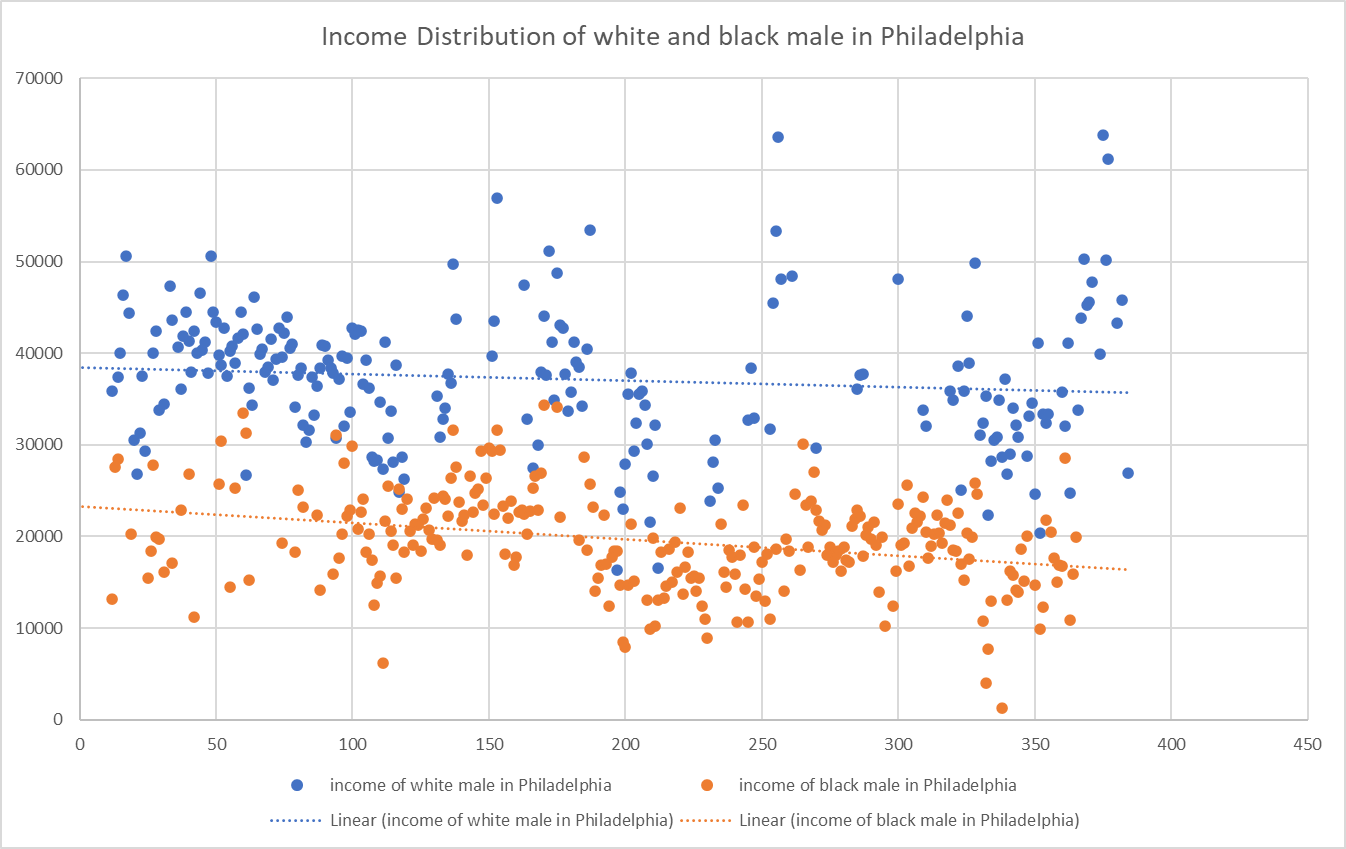 Income Distribution of white and black male in Philadelphia
70000
60000
50000
40000
30000
20000
10000
0
0 50 100 150 200 250 300 350 400 450
income of white male in Philadelphia income of black male in Philadelphia
Linear (income of white male in Philadelphia) Linear (income of black male in Philadelphia)